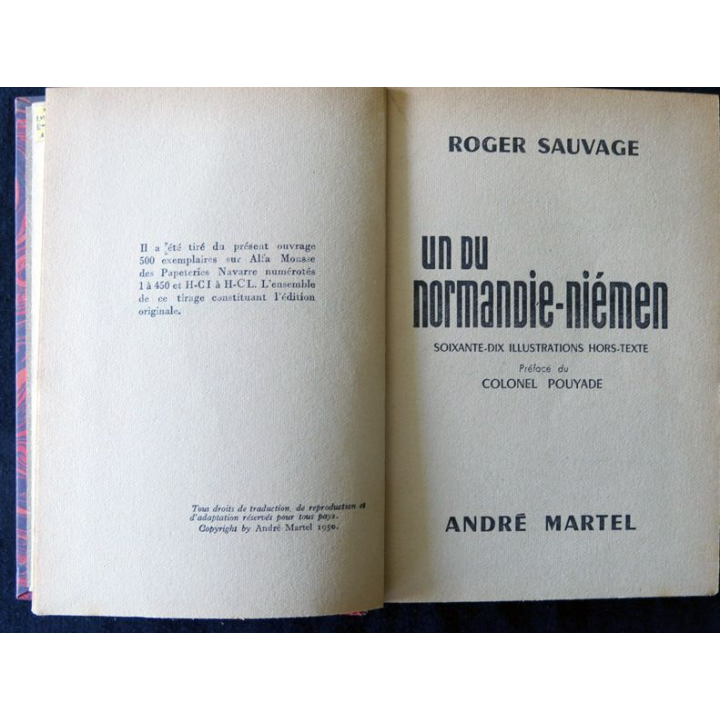 Il a été tiré du présent ouvrage
500 exemplaires sur Alfa Mousse
des Papeteries Navarre numérotés
1 à 450 et H-CI à H-CL. L'ensemble
de ce tirage constituant l'édition
originale.
Tous droits de traduction, de reproduction et
d'adaptation réservés pour tous pays.
Copyright by André Martel 1950.
ROGER SAUVAGE
UN DU
normandie-niémen
SOIXANTE-DIX ILLUSTRATIONS HORS-TEXTE
Préface du
COLONEL POUYADE
ANDRÉ MARTEL